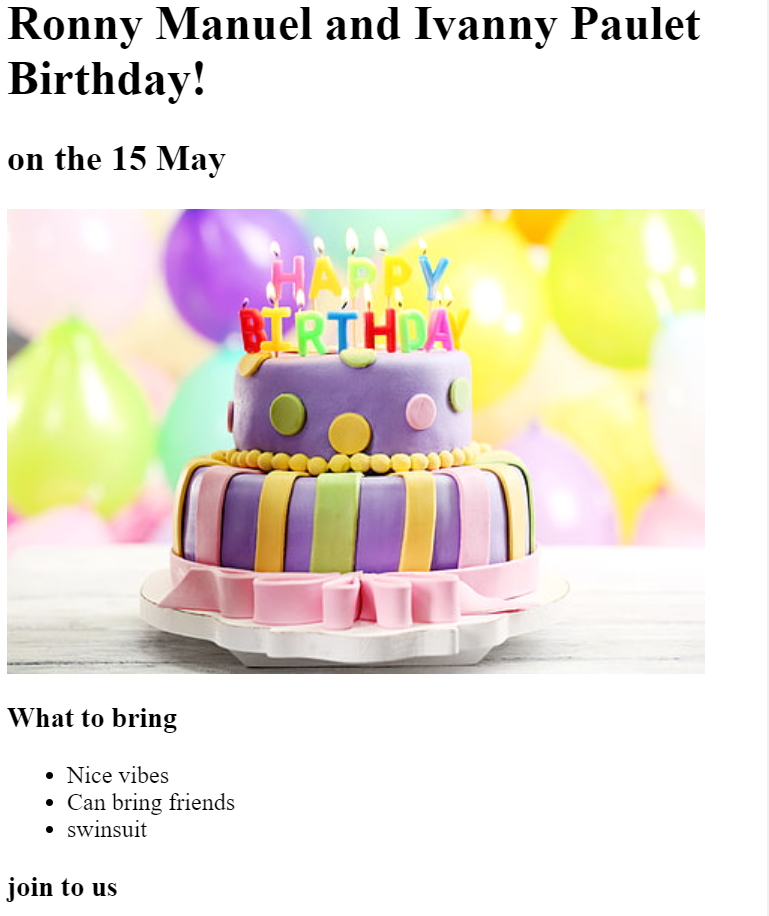 Ronny Manuel and Ivanny Paulet
Birthday!
on the 15 May
HAPPY
BIRTHDAY
What to bring
Nice vibes
Can bring friends
swinsuit
join to us